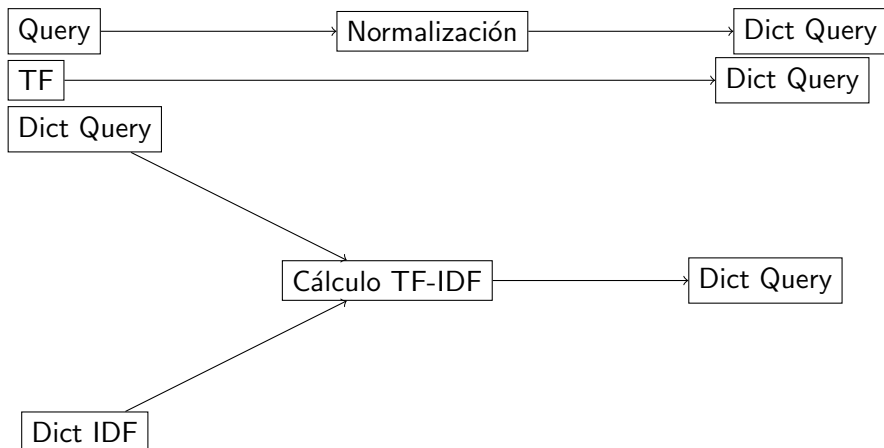 Query Normalización Dict Query
TF Dict Query
Dict Query
Cálculo TF-IDF Dict Query
Dict IDF